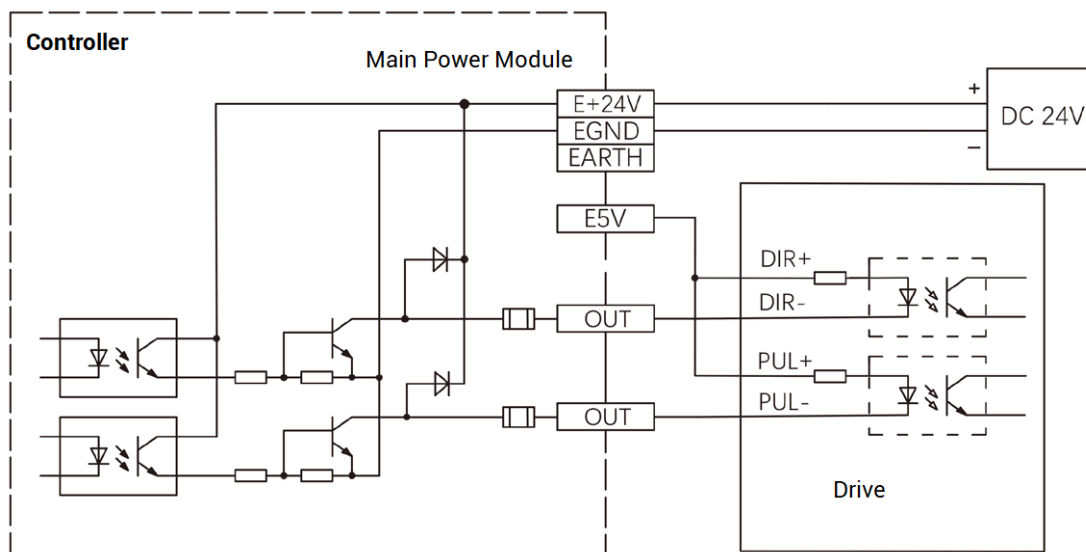 Controller
Main Power Module
E+24V
+
DC 24V
EGND
−
EARTH
E5V
DIR+
DIR-
OUT
PUL+
PUL-
OUT
Drive